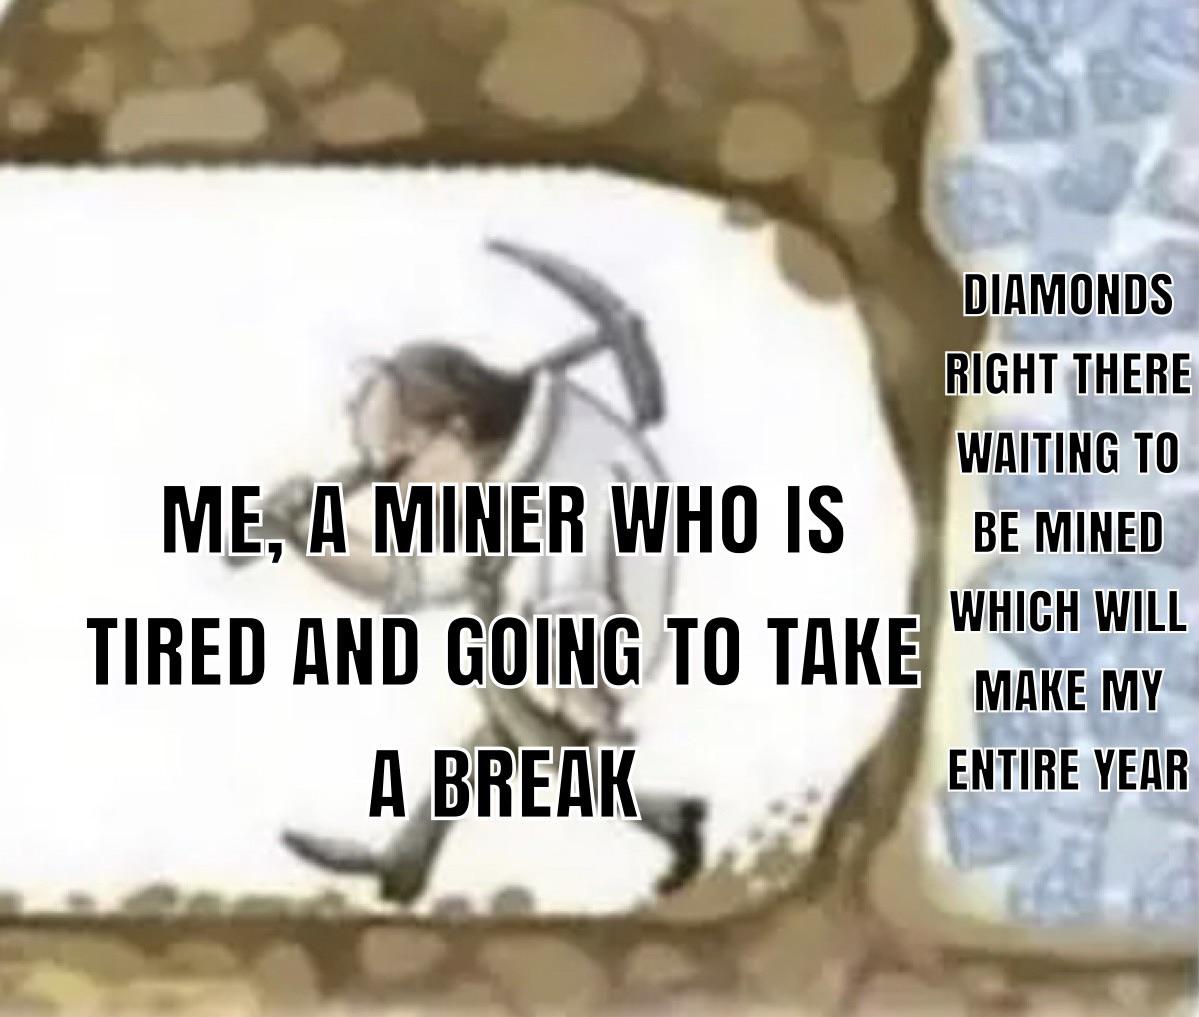 ME, A MINER WHO IS
TIRED AND GOING TO TAKE
A BREAK
DIAMONDS
RIGHT THERE
WAITING TO
BE MINED
WHICH WILL
MAKE MY
ENTIRE YEAR